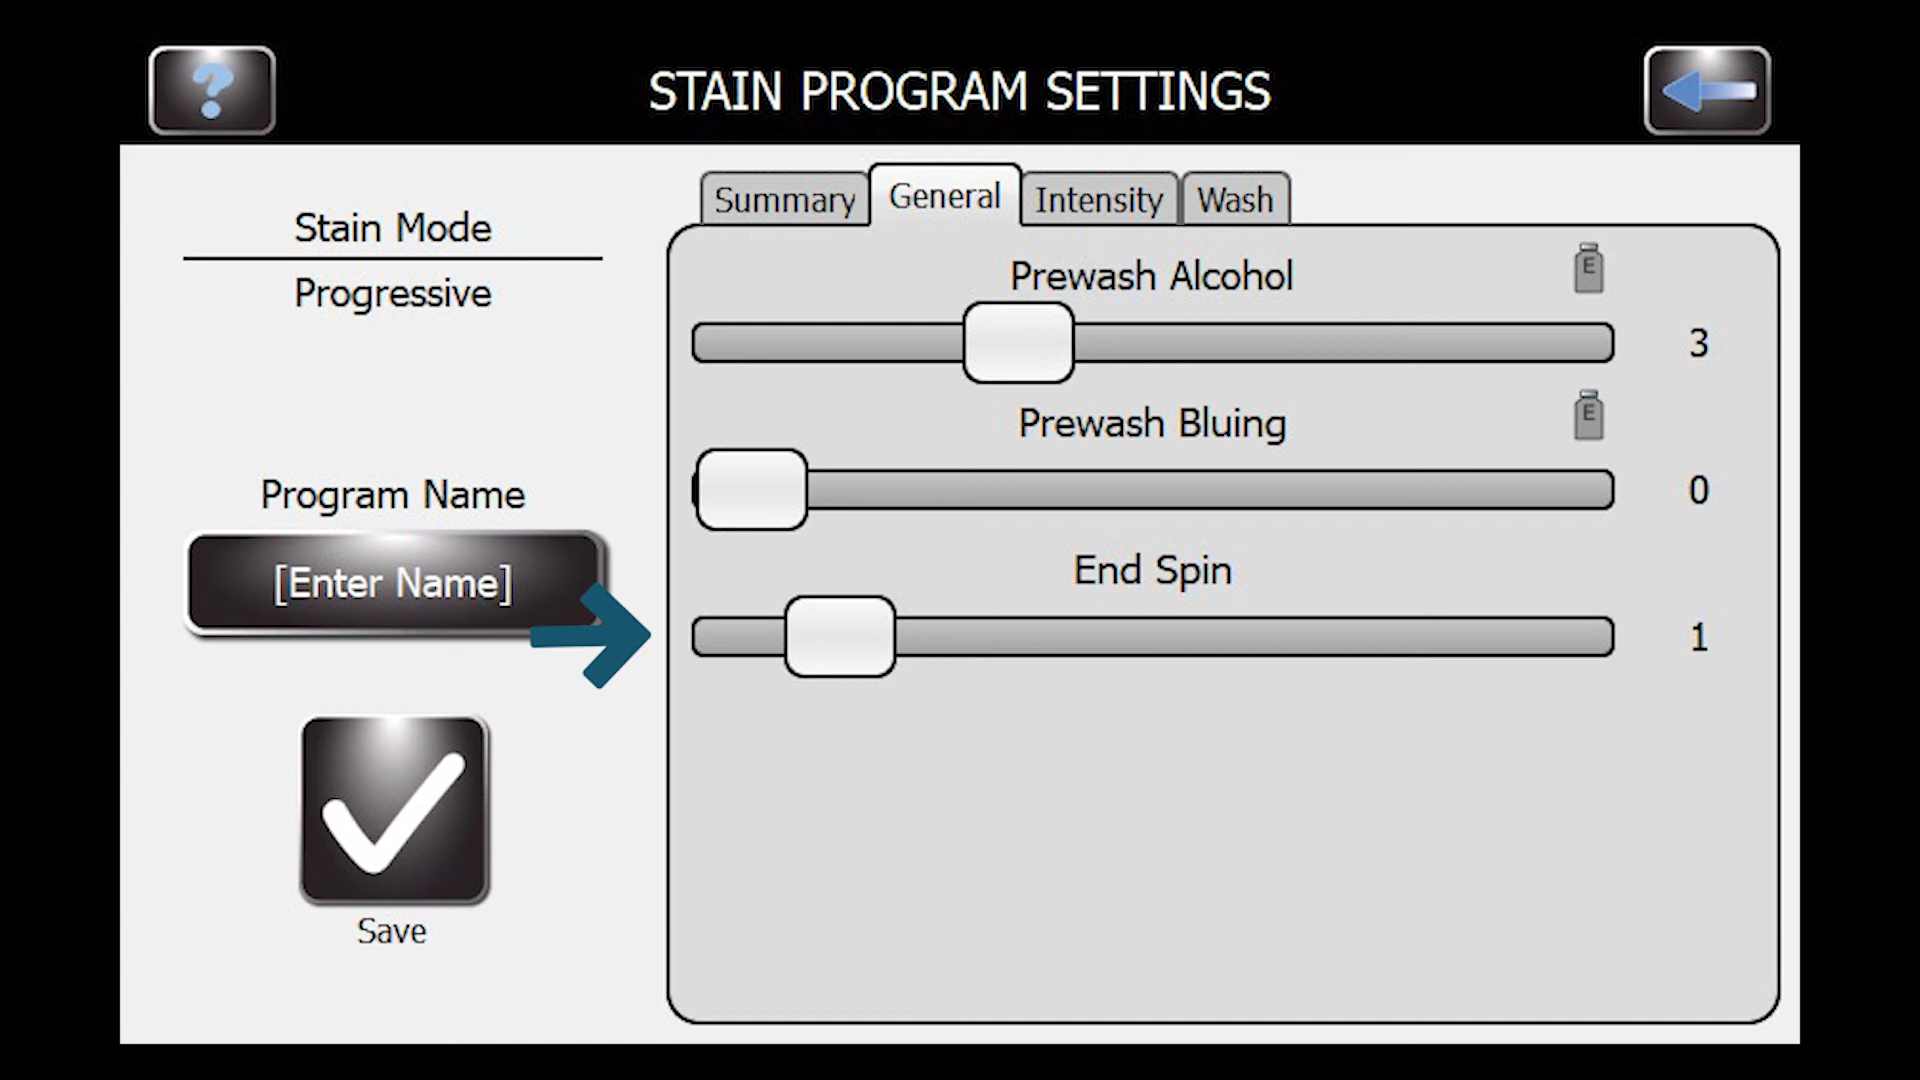 ?
STAIN PROGRAM SETTINGS
Stain Mode
Progressive
Program Name
[Enter Name]
Save
Summary
General
Intensity
Wash
Prewash Alcohol
E
3
Prewash Bluing
E
0
End Spin
1